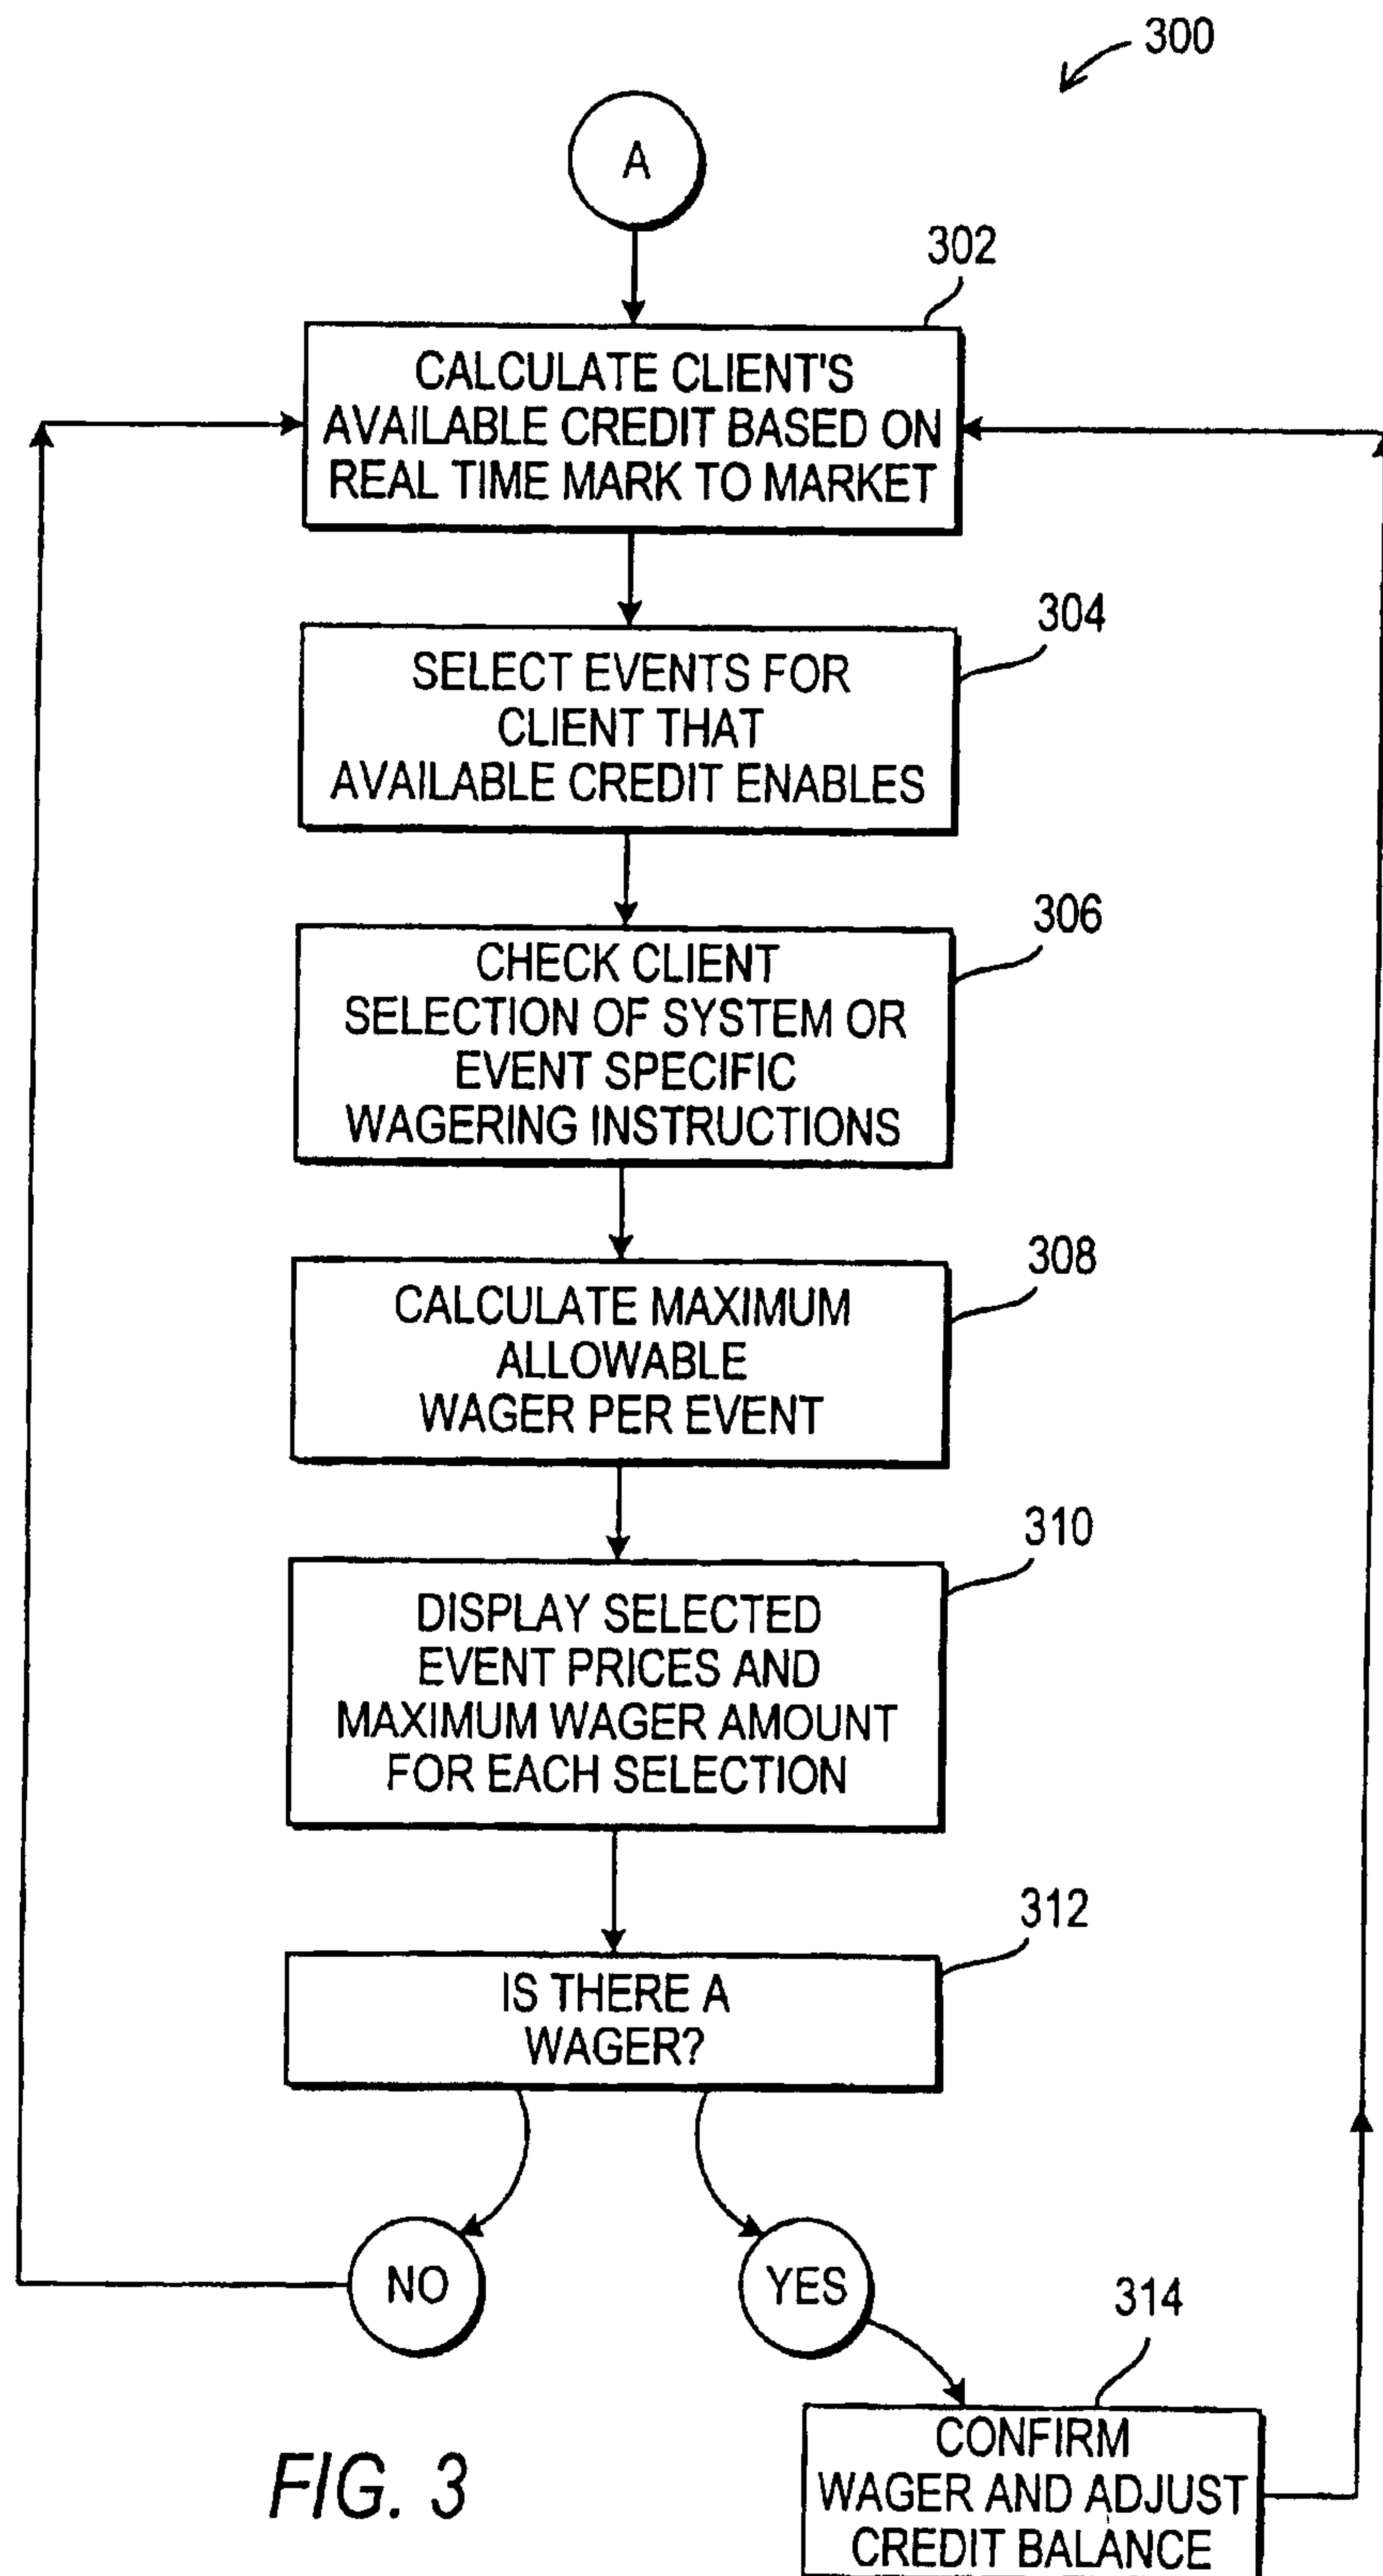 300
A
302
CALCULATE CLIENT'S
AVAILABLE CREDIT BASED ON
REAL TIME MARK TO MARKET
304
SELECT EVENTS FOR
CLIENT THAT
AVAILABLE CREDIT ENABLES
306
CHECK CLIENT
SELECTION OF SYSTEM OR
EVENT SPECIFIC
WAGERING INSTRUCTIONS
308
CALCULATE MAXIMUM
ALLOWABLE
WAGER PER EVENT
310
DISPLAY SELECTED
EVENT PRICES AND
MAXIMUM WAGER AMOUNT
FOR EACH SELECTION
312
IS THERE A
WAGER?
NO
YES
314
CONFIRM
WAGER AND ADJUST
CREDIT BALANCE
FIG. 3